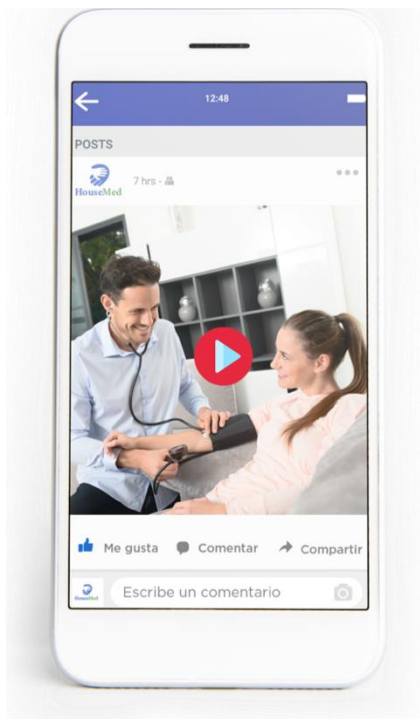 12:48
POSTS
7 hrs
HouseMed
Me gusta
Comentar
Compartir
HouseMed
Escribe un comentario